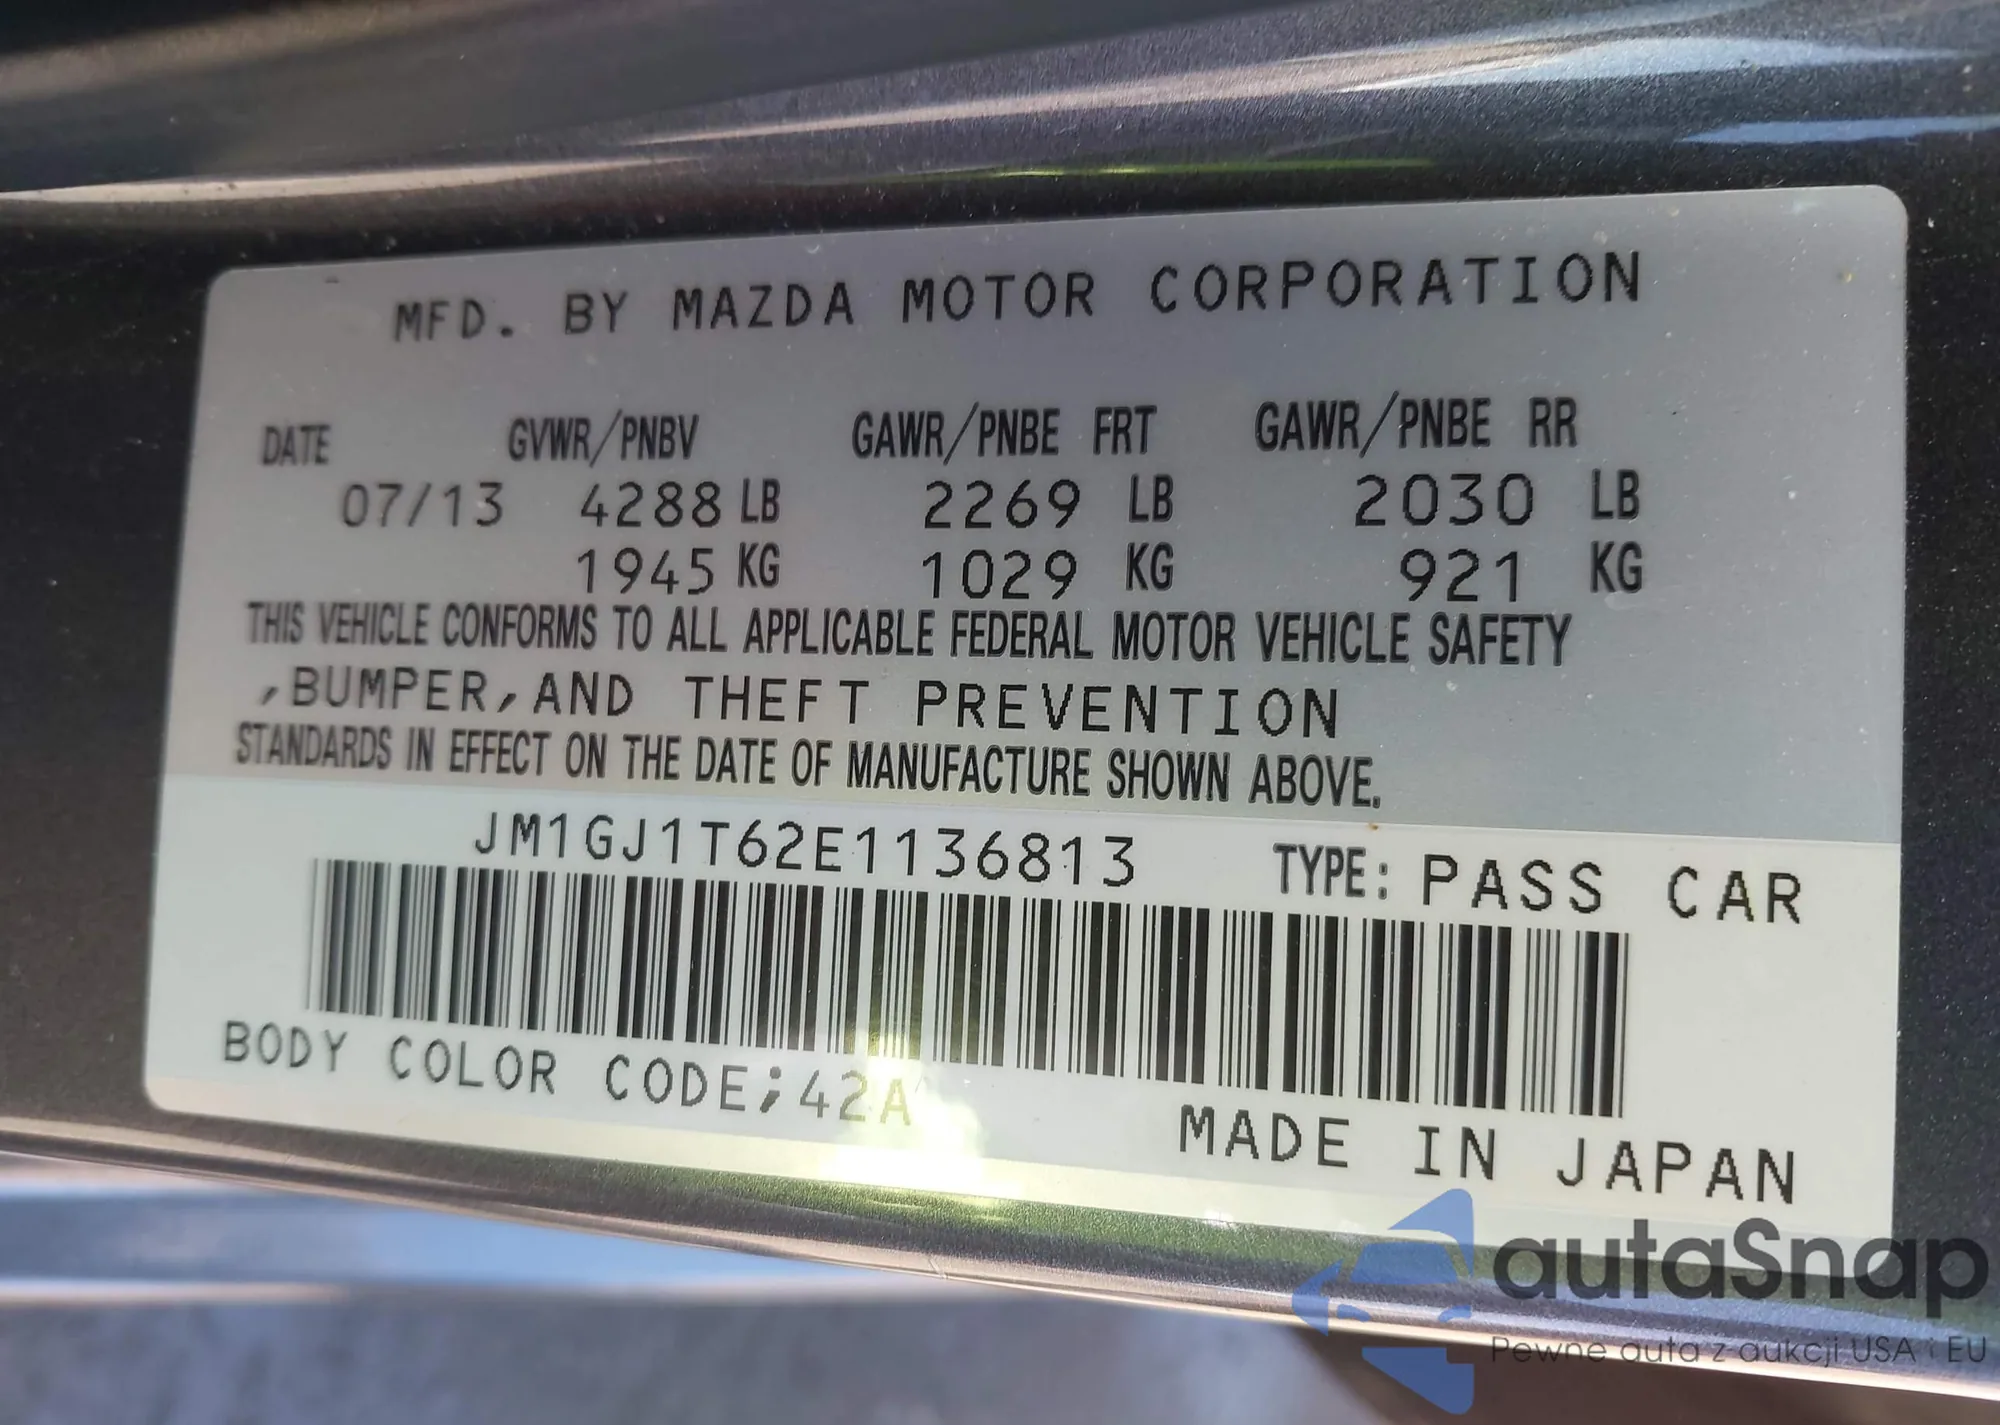 MFD. BY MAZDA MOTOR CORPORATION
DATE GVWR/PNBV GAWR/PNBE FRT GAWR/PNBE RR
07/13 4288 LB 2269 LB 2030 LB
1945 KG 1029 KG 921 KG
THIS VEHICLE CONFORMS TO ALL APPLICABLE FEDERAL MOTOR VEHICLE SAFETY
,BUMPER,AND THEFT PREVENTION
STANDARDS IN EFFECT ON THE DATE OF MANUFACTURE SHOWN ABOVE.
JM1GJ1T62E1136813 TYPE: PASS CAR
BODY COLOR CODE;42A
MADE IN JAPAN
autaSnap
Pewne auta z aukcji USA i EU